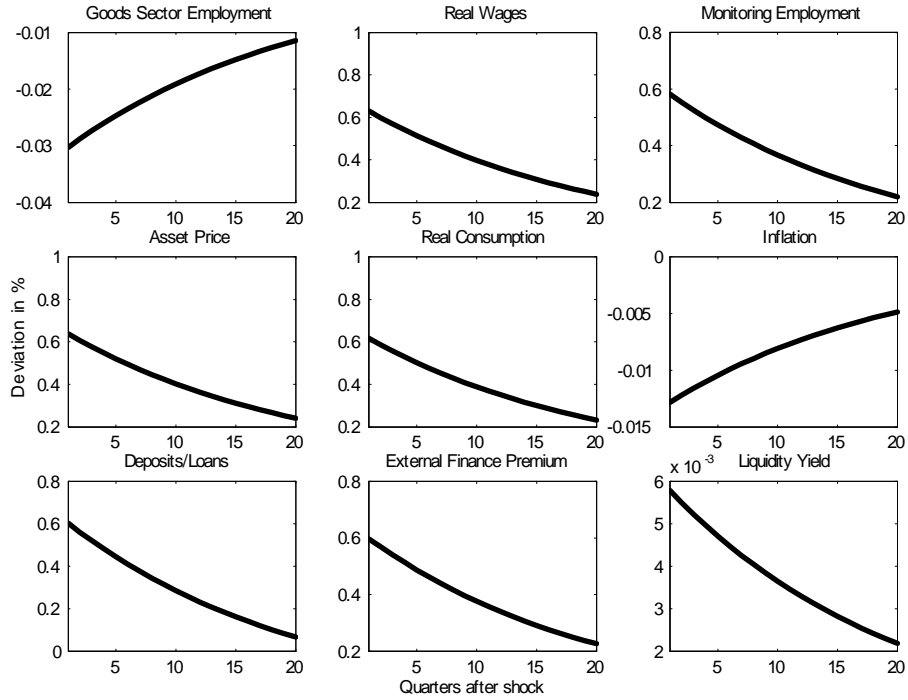 Goods Sector Employment Real Wages Monitoring Employment
-0.01 1 0.8
-0.02 0.8 0.6
0.6
-0.03 0.4 0.4
-0.04 0.2 0.2
5 10 15 20 5 10 15 20 5 10 15 20
Asset Price Real Consumption Inflation
1 1 0
0.8 0.8 -0.005
0.6 0.6
0.4 0.4 -0.01
0.2 0.2 -0.015
Deviation in %
5 10 15 20 5 10 15 20 5 10 15 20
Deposits/Loans External Finance Premium x 10-3 Liquidity Yield
0.8 0.8 6
0.6 5
0.6
0.4 4
0.4
0.2 3
0 0.2 2
5 10 15 20 5 10 15 20 5 10 15 20
Quarters after shock